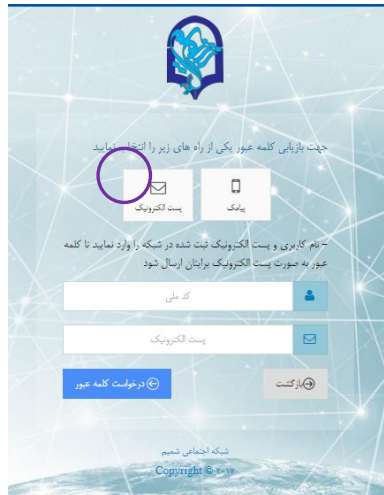 جهت بازیابی کلمه عبور یکی از راه های زیر را انتخاب نمایید
پیامک
پست الکترونیک
- نام کاربری و پست الکترونیک ثبت شده در شبکه را وارد نمایید تا کلمه
عبور به صورت پست الکترونیک برایتان ارسال شود
کد ملی
پست الکترونیک
بازگشت
درخواست کلمه عبور
شبکه اجتماعی شمیم
Copyright © ۲۰۱۷